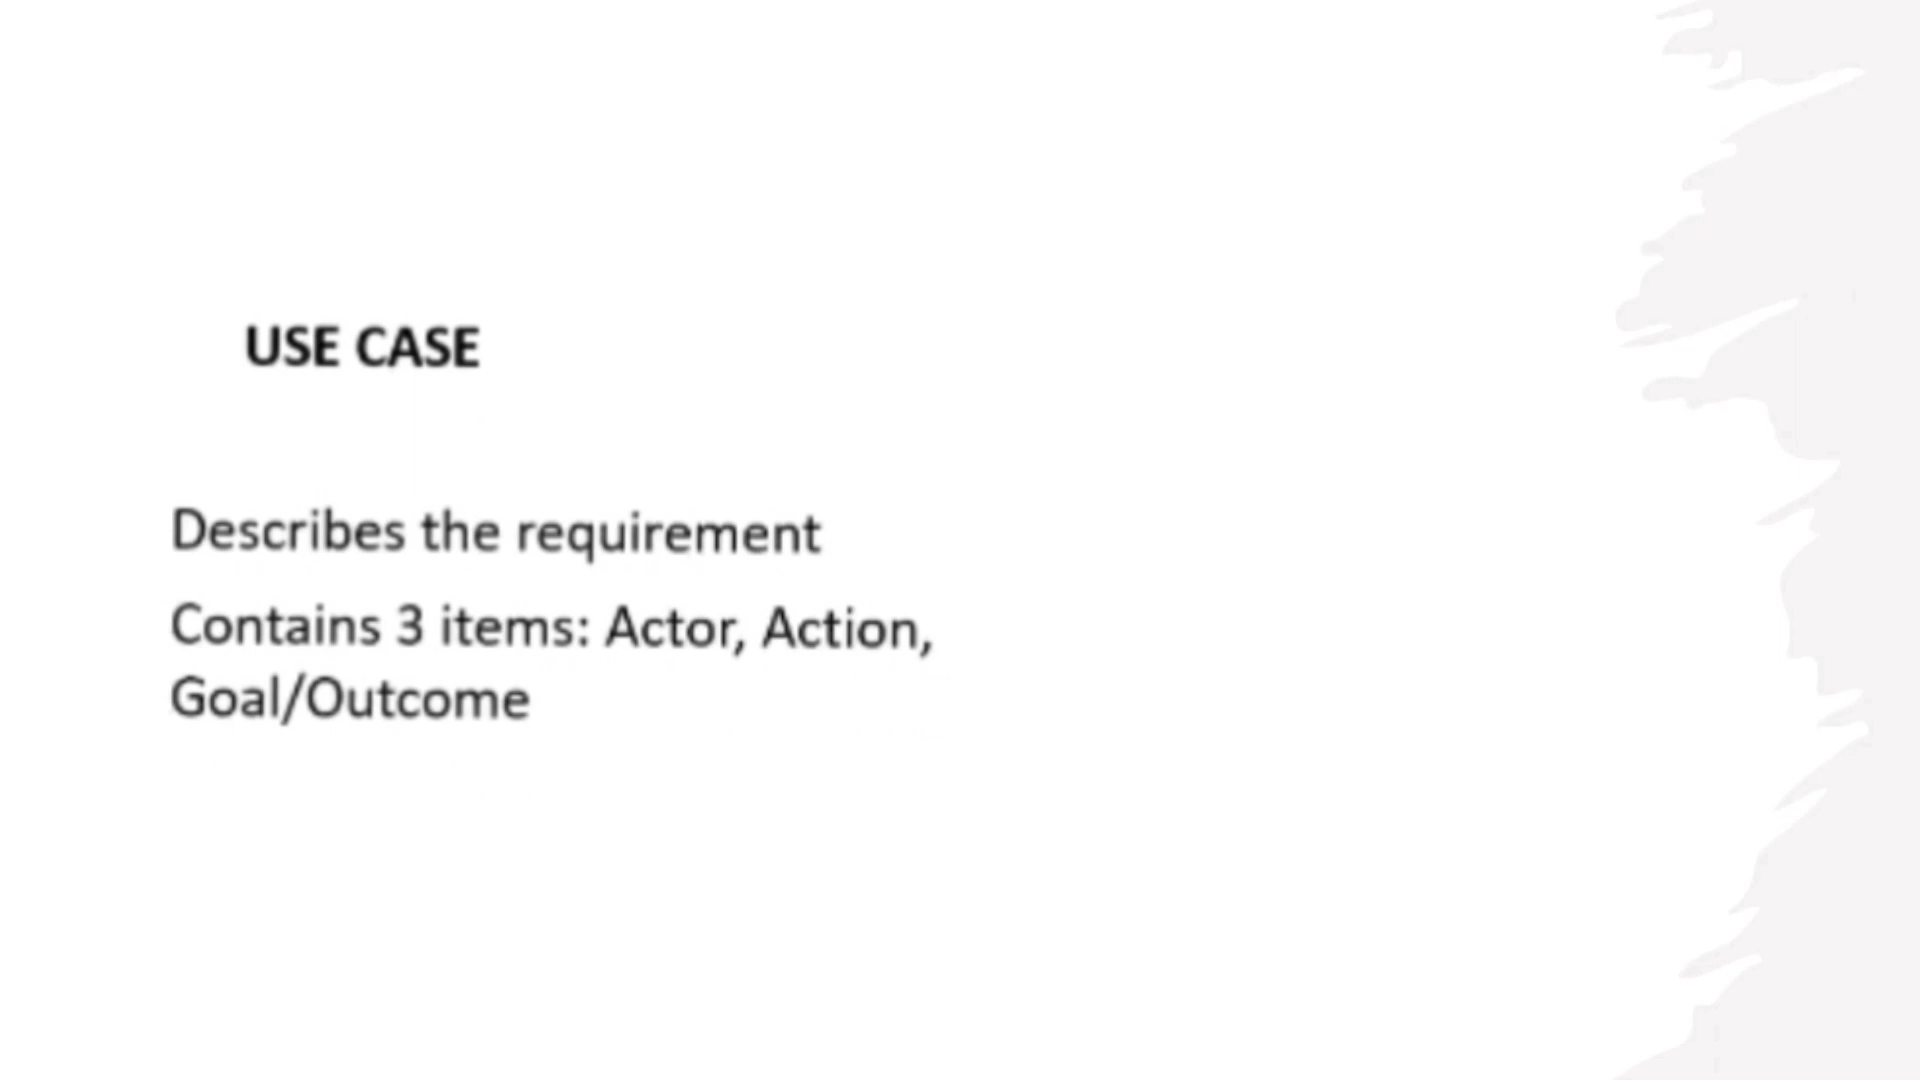 USE CASE
Describes the requirement
Contains 3 items: Actor, Action,
Goal/Outcome